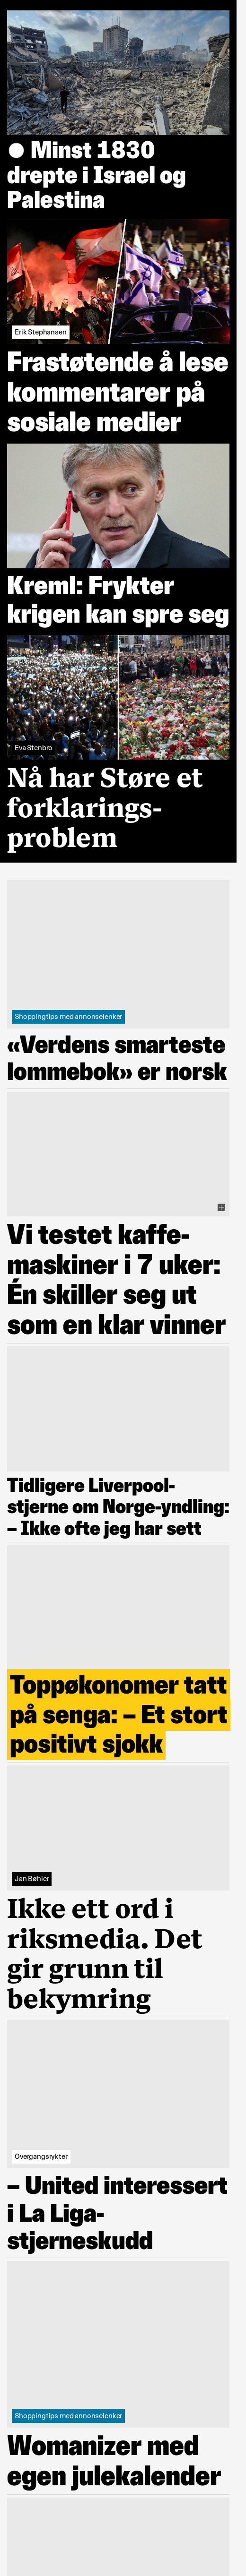 ● Minst 1830
drepte i Israel og
Palestina
Erik Stephansen
Frastøtende å lese
kommentarer på
sosiale medier
Kreml: Frykter
krigen kan spre seg
Eva Stenbro
Nå har Støre et
forklarings-
problem
Shoppingtips med annonselenker
«Verdens smarteste
lommebok» er norsk
Vi testet kaffe-
maskiner i 7 uker:
Én skiller seg ut
som en klar vinner
Tidligere Liverpool-
stjerne om Norge-yndling:
– Ikke ofte jeg har sett
Toppøkonomer tatt
på senga: – Et stort
positivt sjokk
Jan Bøhler
Ikke ett ord i
riksmedia. Det
gir grunn til
bekymring
Overgangsrykter
– United interessert
i La Liga-
stjerneskudd
Shoppingtips med annonselenker
Womanizer med
egen julekalender